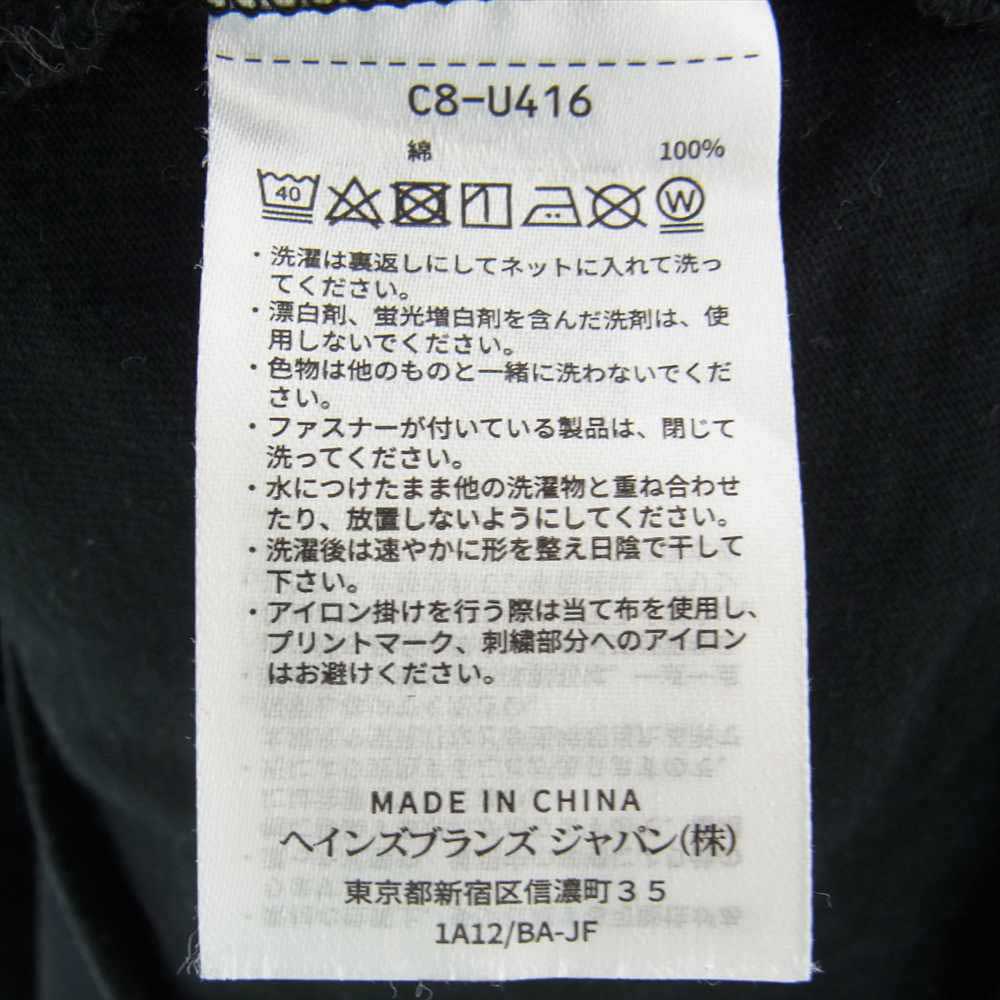 C8-U416
綿 100%
40 W
・洗濯は裏返しにしてネットに入れて洗っ
てください。
・漂白剤、蛍光増白剤を含んだ洗剤は、使
用しないでください。
・色物は他のものと一緒に洗わないでくだ
さい。
・ファスナーが付いている製品は、閉じて
洗ってください。
・水につけたまま他の洗濯物と重ね合わせ
たり、放置しないようにしてください。
・洗濯後は速やかに形を整え日陰で干して
下さい。
・アイロン掛けを行う際は当て布を使用し、
プリントマーク、刺繍部分へのアイロン
はお避けください。
MADE IN CHINA
ヘインズブランズ ジャパン(株)
東京都新宿区信濃町３５
1A12/BA-JF